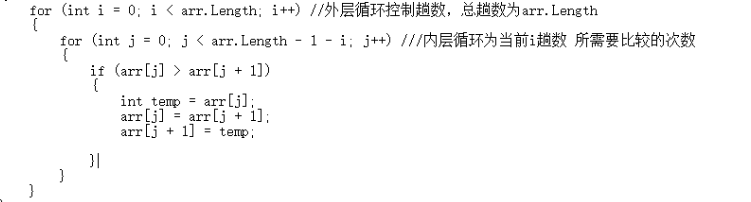 for (int i = 0; i < arr.Length; i++) //外层循环控制趟数，总趟数为arr.Length
{
for (int j = 0; j < arr.Length - 1 - i; j++) ///内层循环为当前i趟数 所需要比较的次数
{
if (arr[j] > arr[j + 1])
{
int temp = arr[j];
arr[j] = arr[j + 1];
arr[j + 1] = temp;
}
}
}